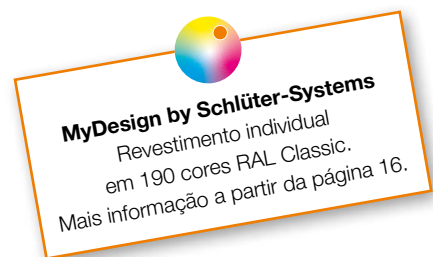 MyDesign by Schlüter-Systems
Revestimento individual
em 190 cores RAL Classic.
Mais informação a partir da página 16.